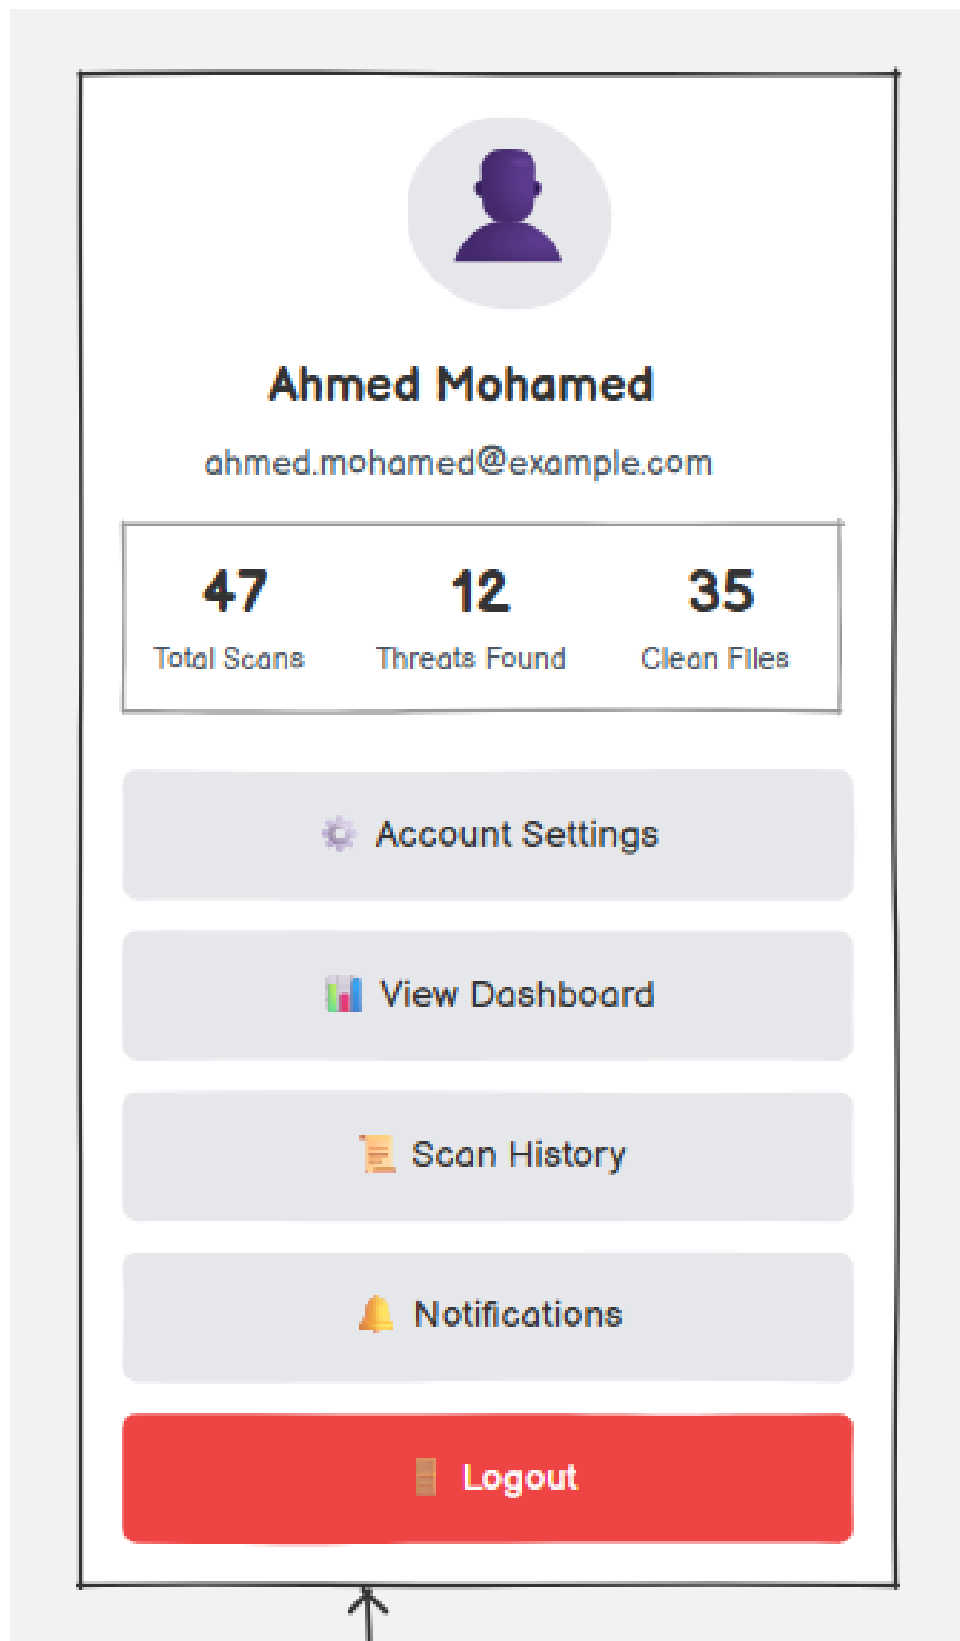 Ahmed Mohamed
ahmed.mohamed@example.com
47 12 35
Total Scans Threats Found Clean Files
Account Settings
View Dashboard
Scan History
Notifications
Logout